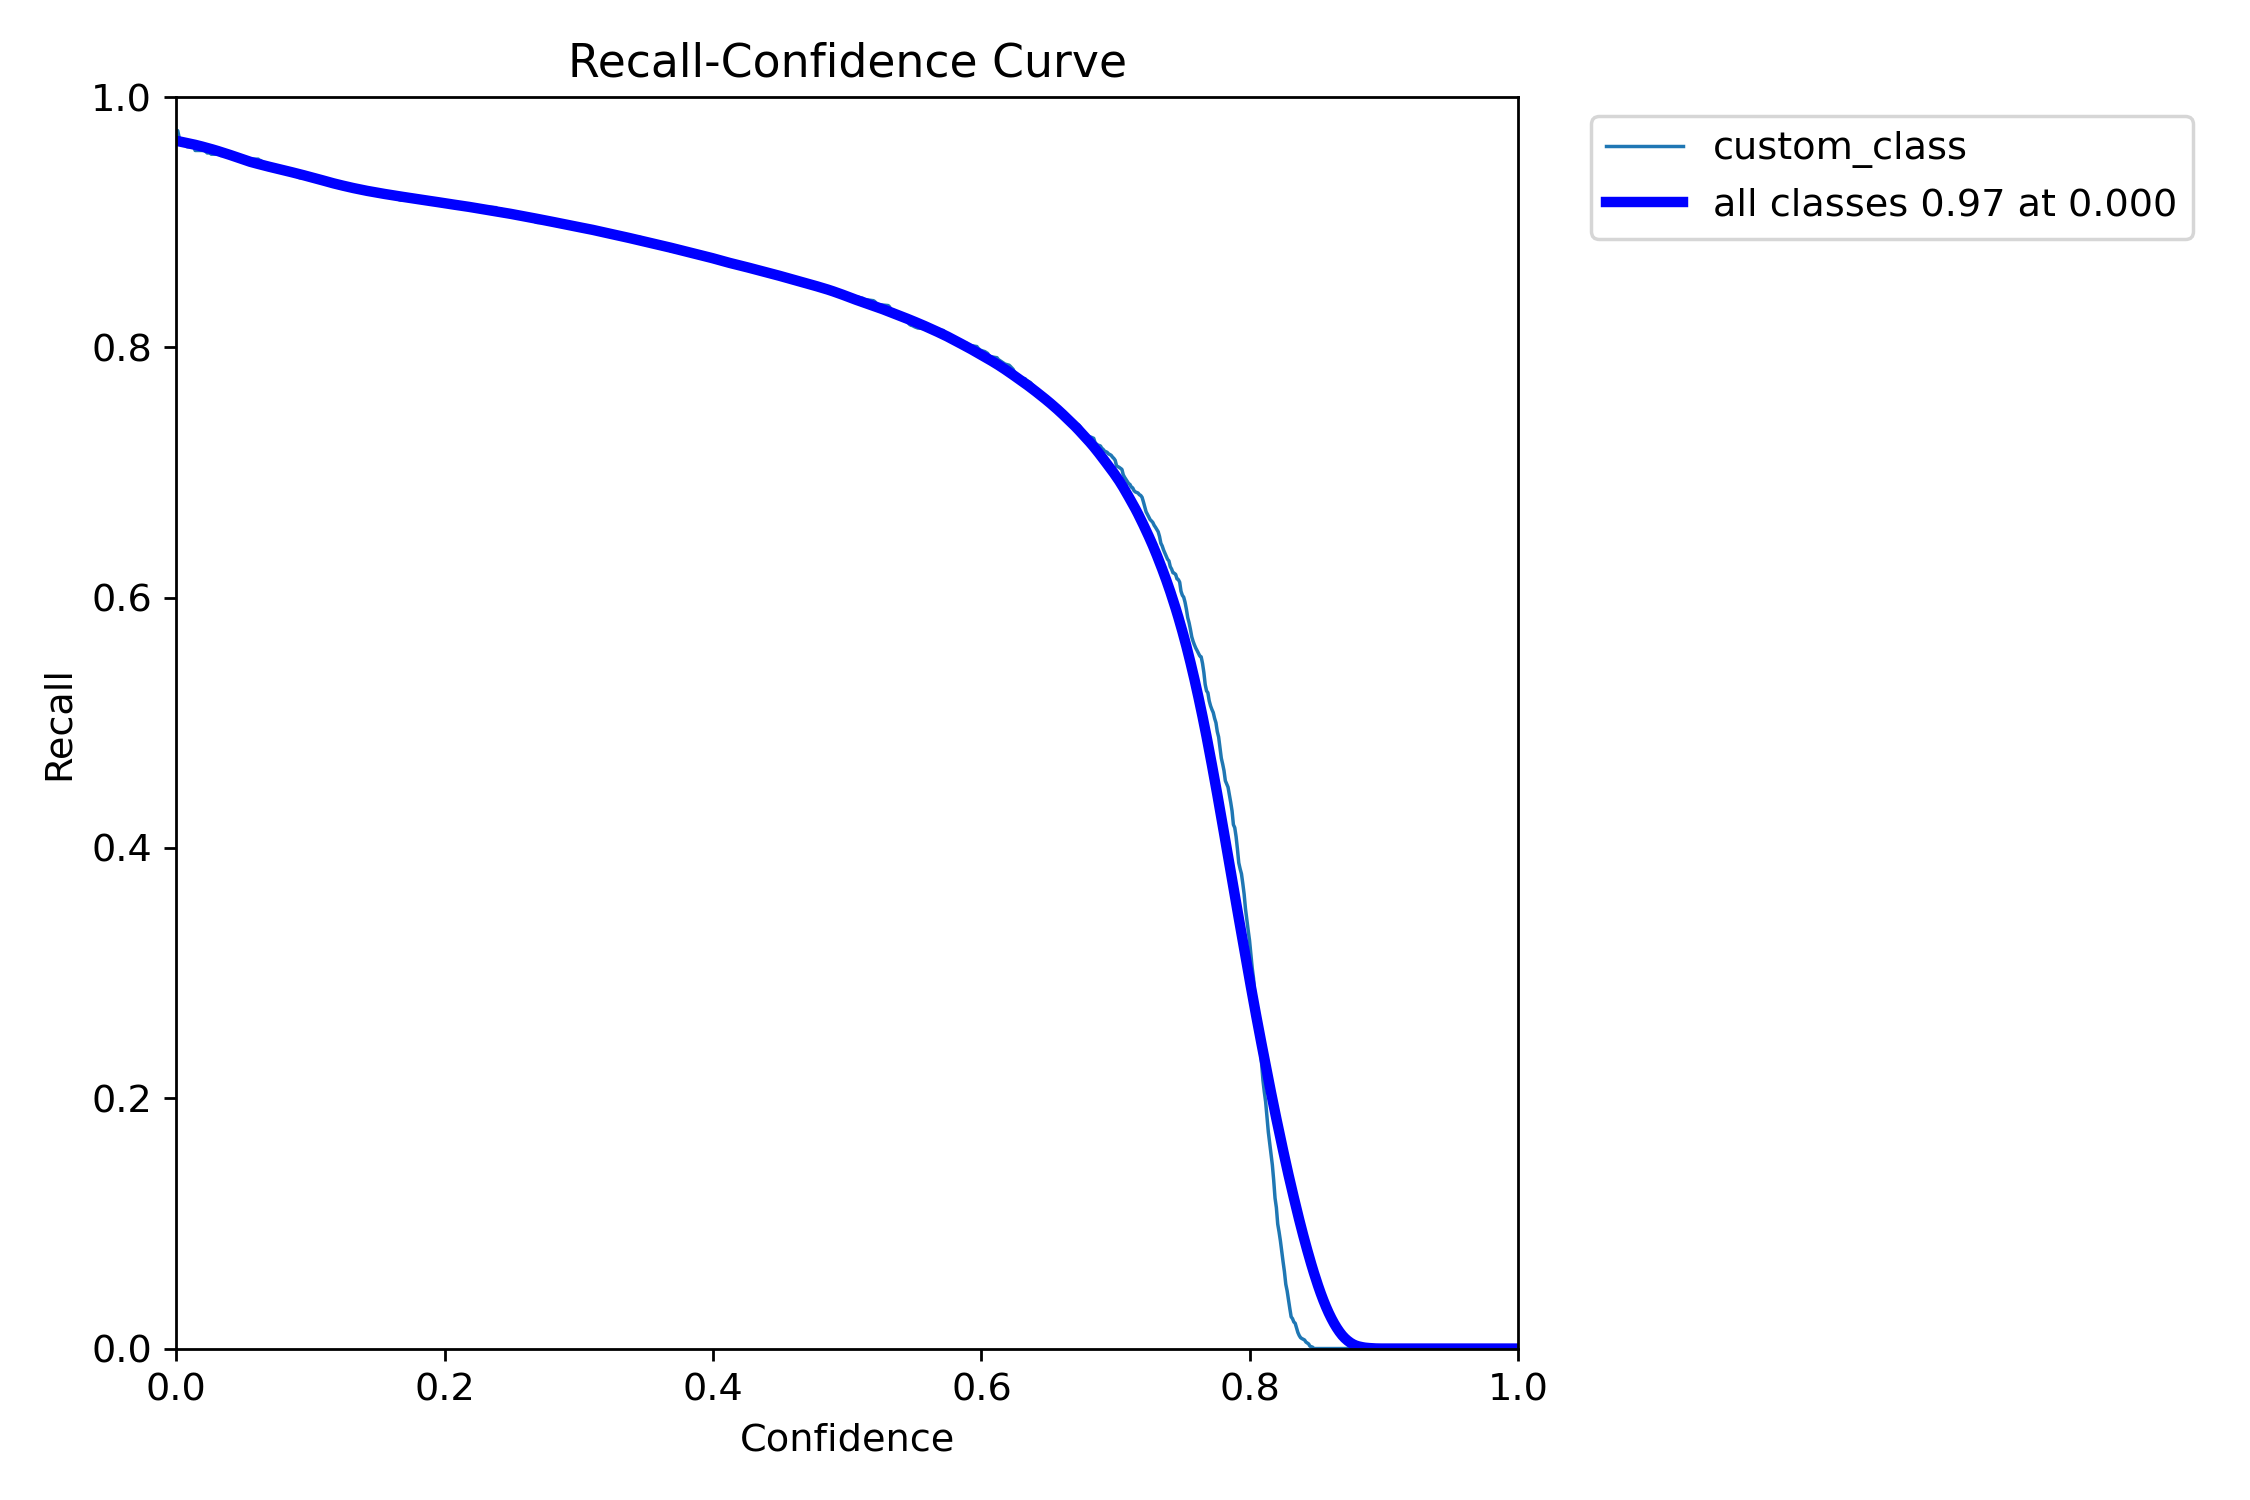 Recall-Confidence Curve
1.0
0.8
0.6
0.4
0.2
0.0
Recall
0.0 0.2 0.4 0.6 0.8 1.0
Confidence
custom_class
all classes 0.97 at 0.000